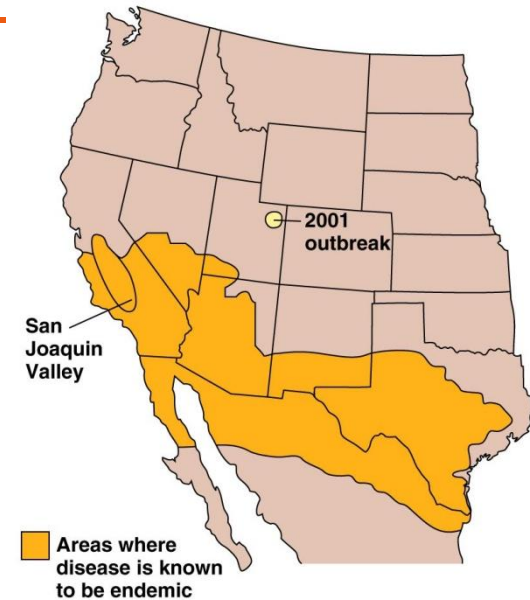 2001
outbreak
San
Joaquin
Valley
Areas where
disease is known
to be endemic